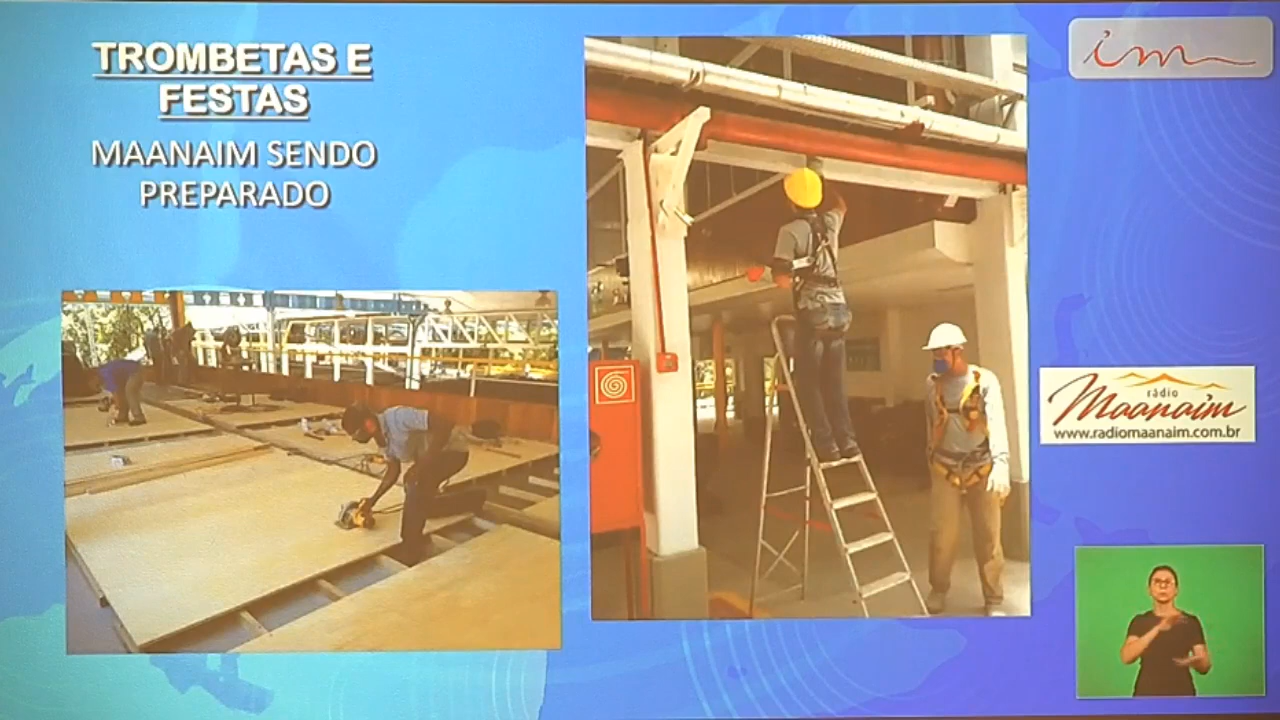 TROMBETAS E
FESTAS
MAANAIM SENDO
PREPARADO
im
rádio
Maanaim
www.radiomaanaim.com.br